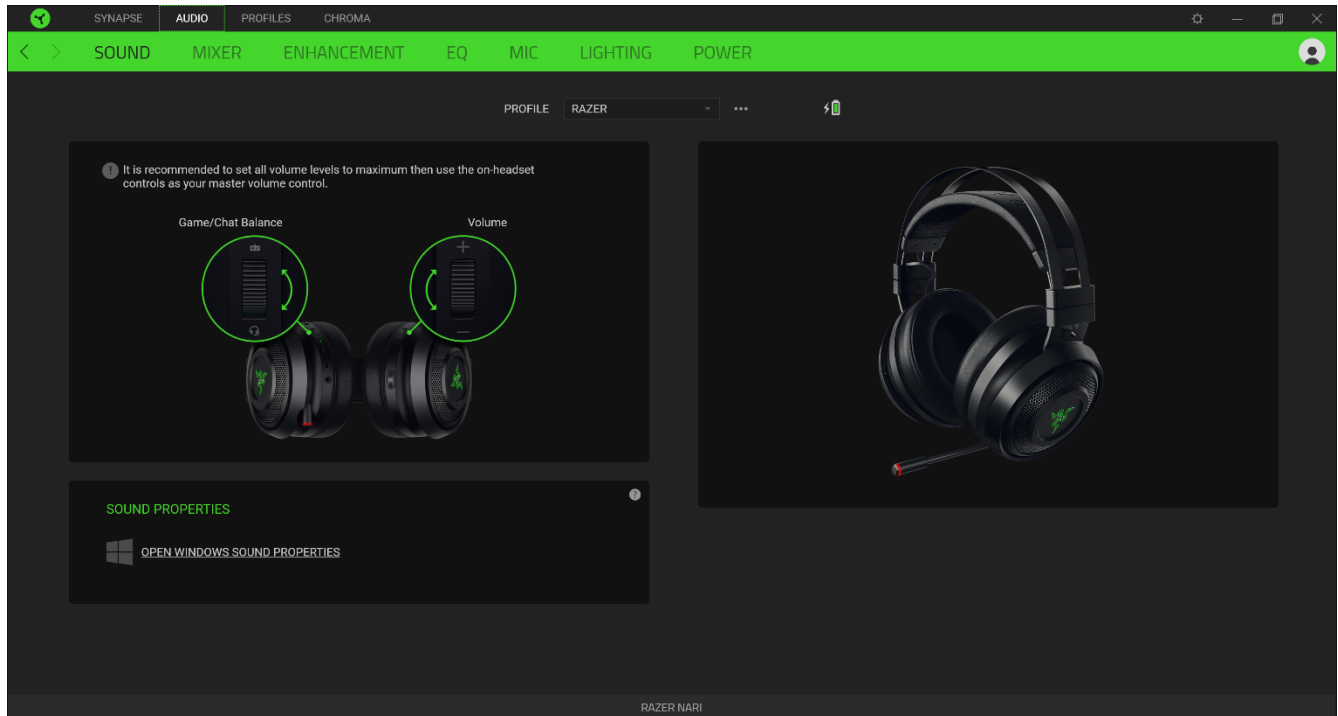 SYNAPSE AUDIO PROFILES CHROMA
SOUND MIXER ENHANCEMENT EQ MIC LIGHTING POWER
PROFILE RAZER
It is recommended to set all volume levels to maximum then use the on-headset
controls as your master volume control.
Game/Chat Balance Volume
SOUND PROPERTIES
OPEN WINDOWS SOUND PROPERTIES
RAZER NARI